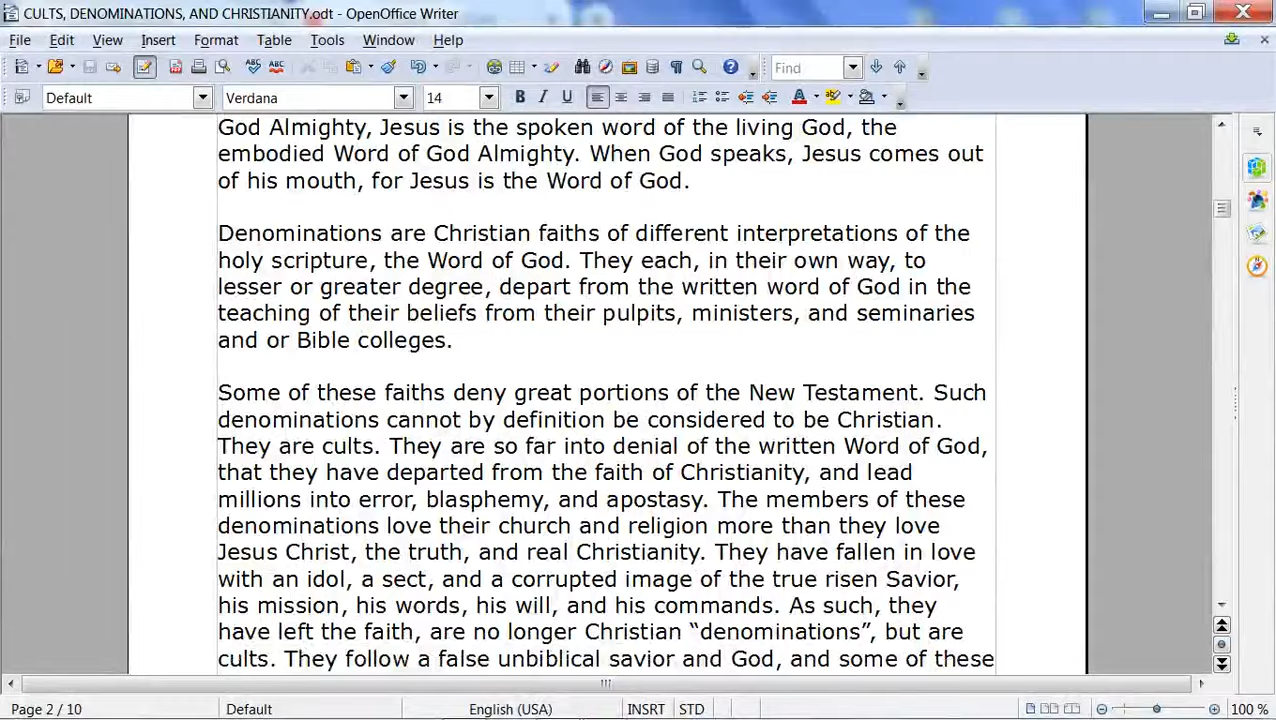 CULTS, DENOMINATIONS, AND CHRISTIANITY.odt - OpenOffice Writer
File Edit View Insert Format Table Tools Window Help
Find
Default Verdana 14
God Almighty, Jesus is the spoken word of the living God, the
embodied Word of God Almighty. When God speaks, Jesus comes out
of his mouth, for Jesus is the Word of God.
Denominations are Christian faiths of different interpretations of the
holy scripture, the Word of God. They each, in their own way, to
lesser or greater degree, depart from the written word of God in the
teaching of their beliefs from their pulpits, ministers, and seminaries
and or Bible colleges.
Some of these faiths deny great portions of the New Testament. Such
denominations cannot by definition be considered to be Christian.
They are cults. They are so far into denial of the written Word of God,
that they have departed from the faith of Christianity, and lead
millions into error, blasphemy, and apostasy. The members of these
denominations love their church and religion more than they love
Jesus Christ, the truth, and real Christianity. They have fallen in love
with an idol, a sect, and a corrupted image of the true risen Savior,
his mission, his words, his will, and his commands. As such, they
have left the faith, are no longer Christian “denominations”, but are
cults. They follow a false unbiblical savior and God, and some of these
Page 2 / 10 Default English (USA) INSRT STD 100 %